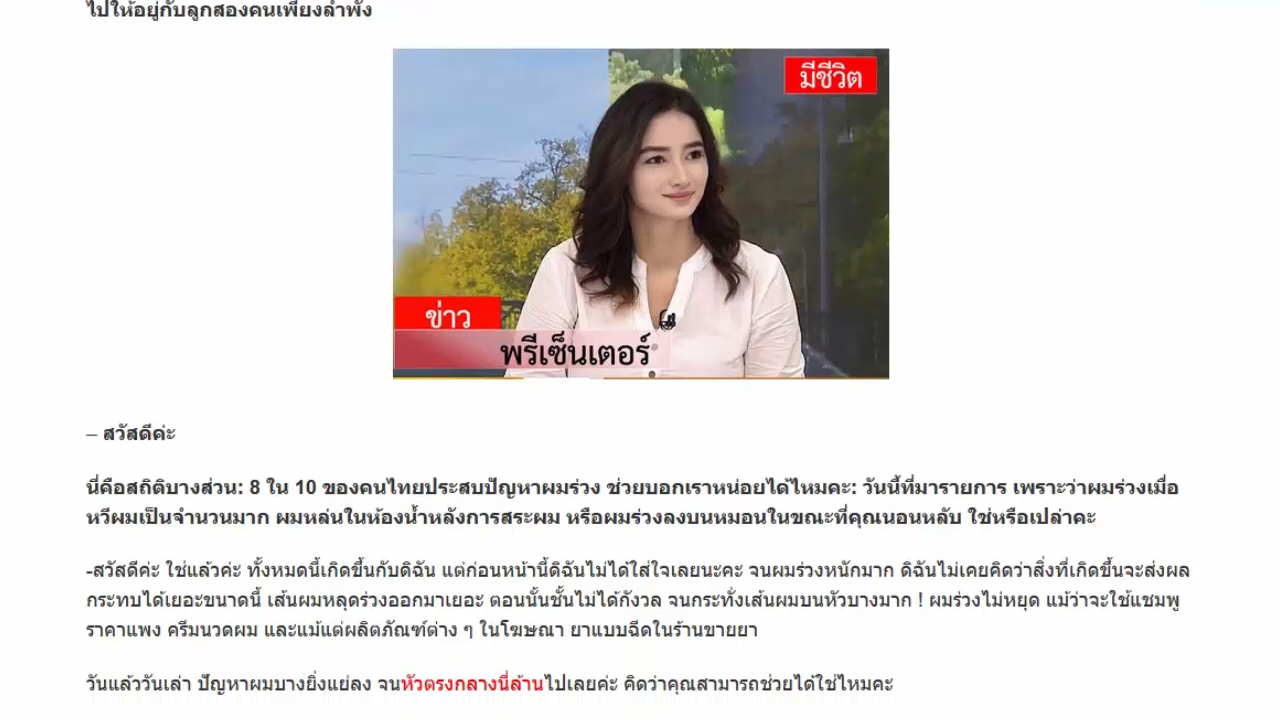 ไปให้อยู่กับลูกสองคนเพียงลำพัง
มีชีวิต
ข่าว
พรีเซ็นเตอร์
– สวัสดีค่ะ
นี่คือสถิติบางส่วน: 8 ใน 10 ของคนไทยประสบปัญหาผมร่วง ช่วยบอกเราหน่อยได้ไหมคะ: วันนี้ที่มารายการ เพราะว่าผมร่วงเมื่อ
หวีผมเป็นจำนวนมาก ผมหล่นในห้องน้ำหลังการสระผม หรือผมร่วงลงบนหมอนในขณะที่คุณนอนหลับ ใช่หรือเปล่าคะ
-สวัสดีค่ะ ใช่แล้วค่ะ ทั้งหมดนี้เกิดขึ้นกับดิฉัน แต่ก่อนหน้านี้ดิฉันไม่ได้ใส่ใจเลยนะคะ จนผมร่วงหนักมาก ดิฉันไม่เคยคิดว่าสิ่งที่เกิดขึ้นจะส่งผล
กระทบได้เยอะขนาดนี้ เส้นผมหลุดร่วงออกมาเยอะ ตอนนั้นชั้นไม่ได้กังวล จนกระทั่งเส้นผมบนหัวบางมาก ! ผมร่วงไม่หยุด แม้ว่าจะใช้แชมพู
ราคาแพง ครีมนวดผม และแม้แต่ผลิตภัณฑ์ต่าง ๆ ในโฆษณา ยาแบบฉีดในร้านขายยา
วันแล้ววันเล่า ปัญหาผมบางยิ่งแย่ลง จนหัวตรงกลางนี่ล้านไปเลยค่ะ คิดว่าคุณสามารถช่วยได้ใช่ไหมคะ